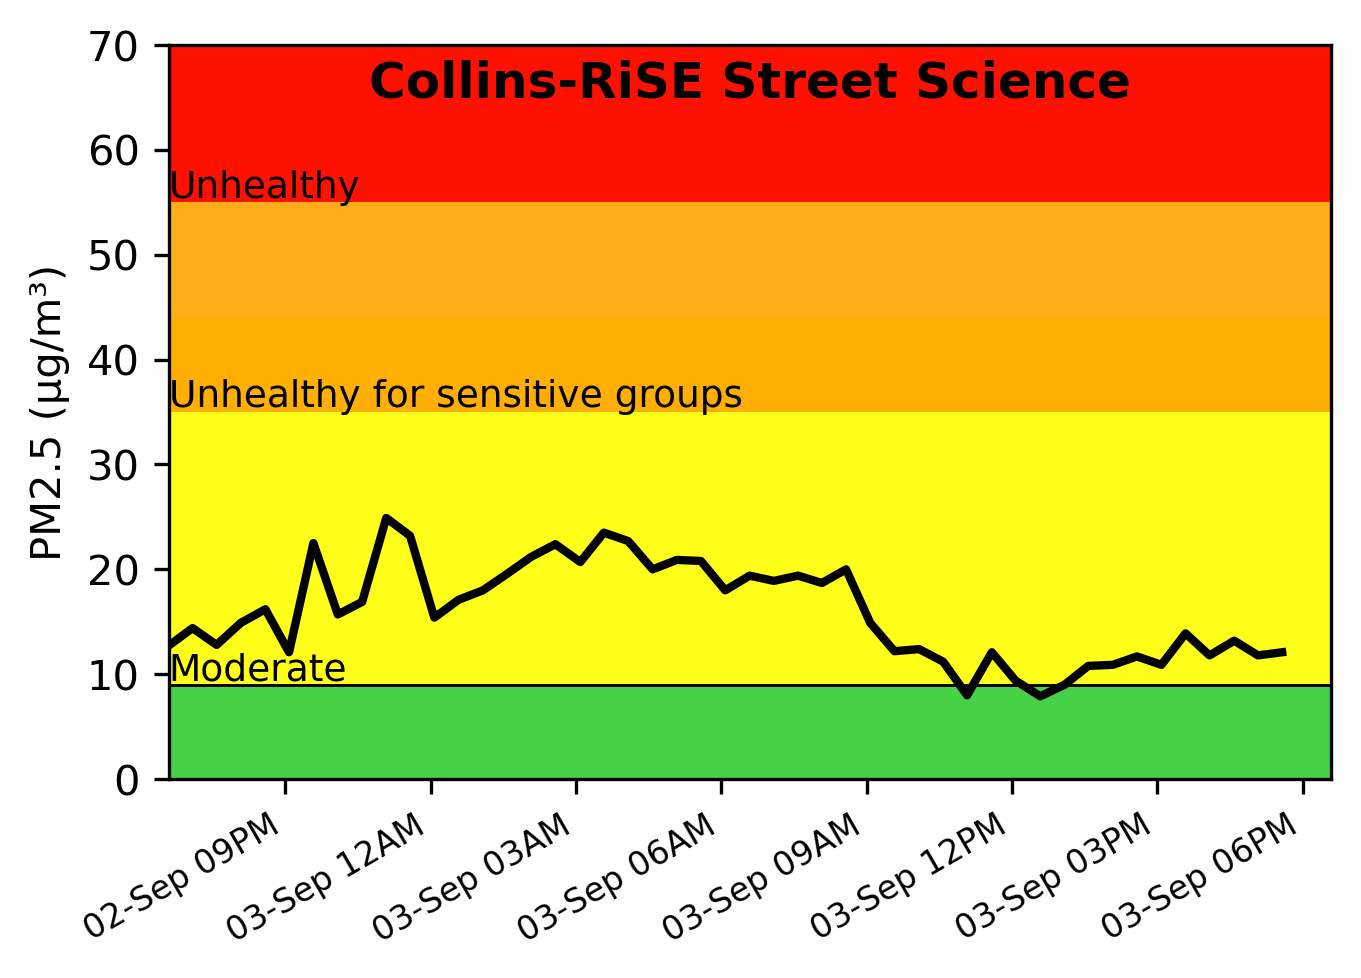 Collins-RiSE Street Science
70
60
50
40
30
20
10
0
PM2.5 (μg/m³)
Unhealthy
Unhealthy for sensitive groups
Moderate
02-Sep 09PM
03-Sep 12AM
03-Sep 03AM
03-Sep 06AM
03-Sep 09AM
03-Sep 12PM
03-Sep 03PM
03-Sep 06PM